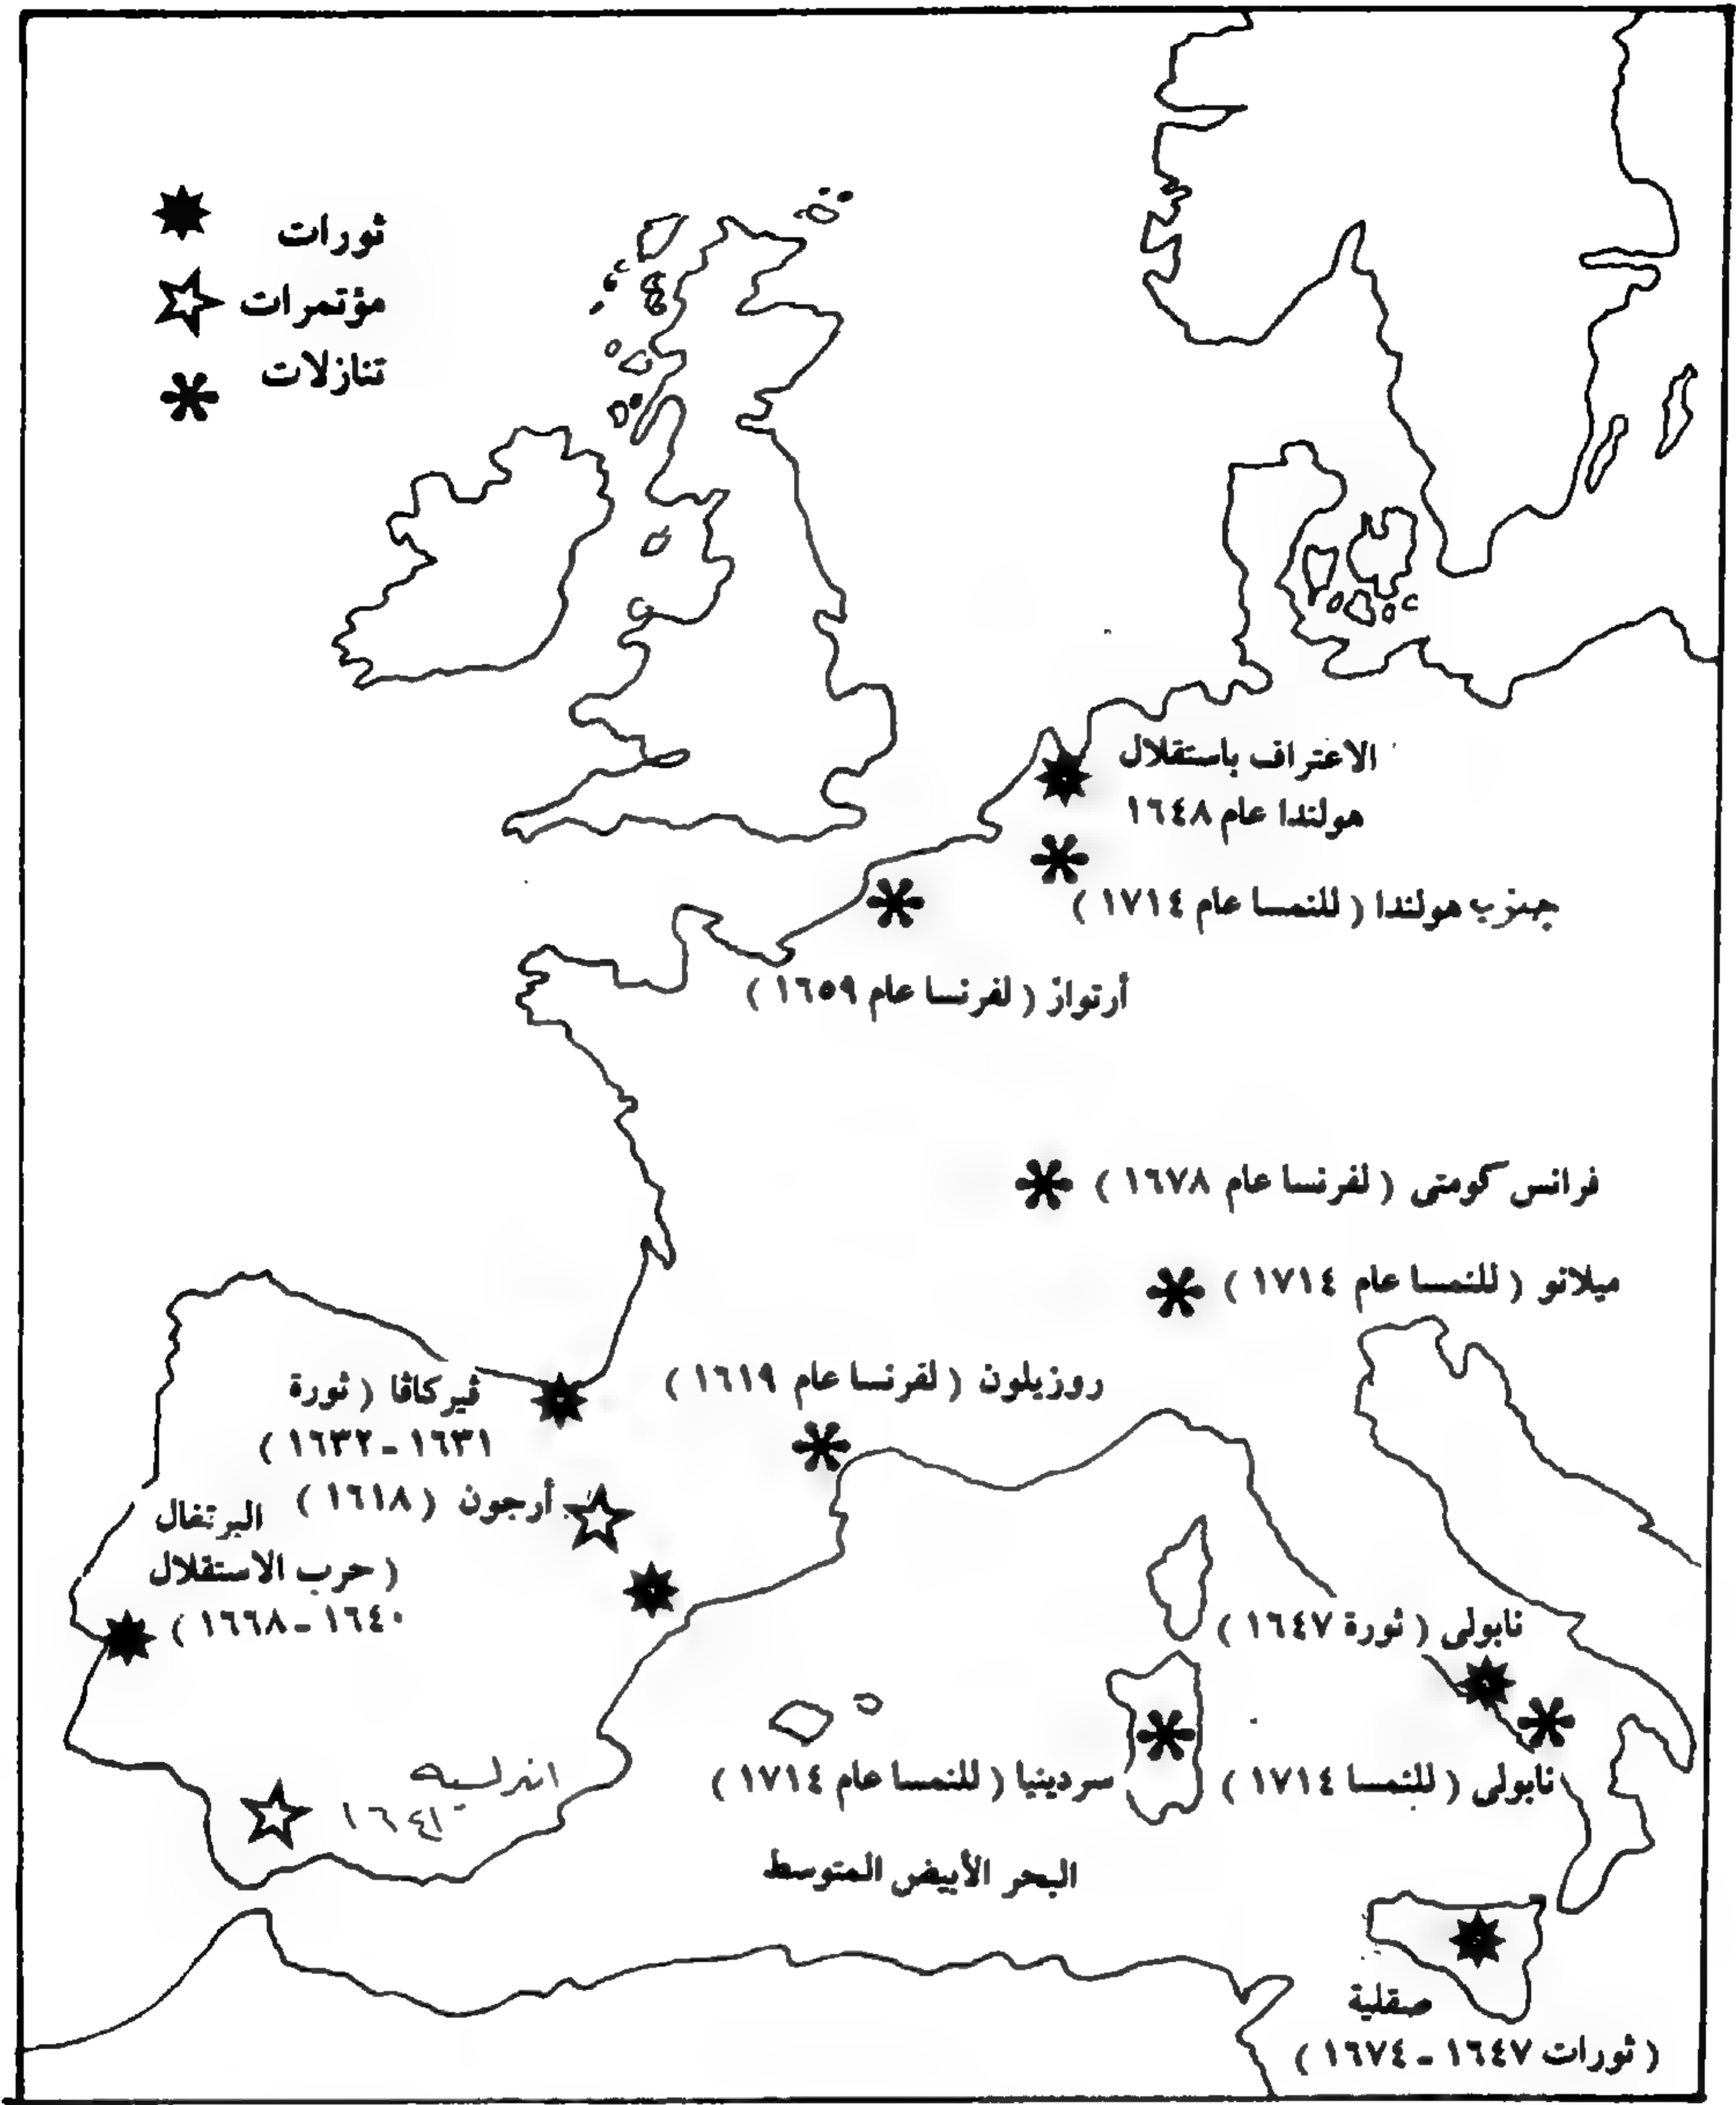 ثورات
مؤتمرات
تنازلات
الاعتراف باستقلال
هولندا عام ١٦٤٨
جنوب هولندا ( للنمسا عام ١٧١٤ )
أرتواز ( لفرنسا عام ١٦٥٩ )
فرانس كومتى ( لفرنسا عام ١٦٧٨ )
ميلانو ( للنمسا عام ١٧١٤ )
روزيلون ( لفرنسا عام ١٦١٩ )
ڤيركاڤا ( ثورة
١٦٣١ - ١٦٣٢ )
أرجون ( ١٦١٨ )
البرتغال
( حرب الاستقلال
١٦٤٠ - ١٦٦٨ )
نابولى ( ثورة ١٦٤٧ )
اندلسيه
١٦٤١
سردينيا ( للنمسا عام ١٧١٤ )
نابولى ( للنمسا ١٧١٤ )
البحر الأبيض المتوسط
صقلية
( ثورات ١٦٤٧ - ١٦٧٤ )